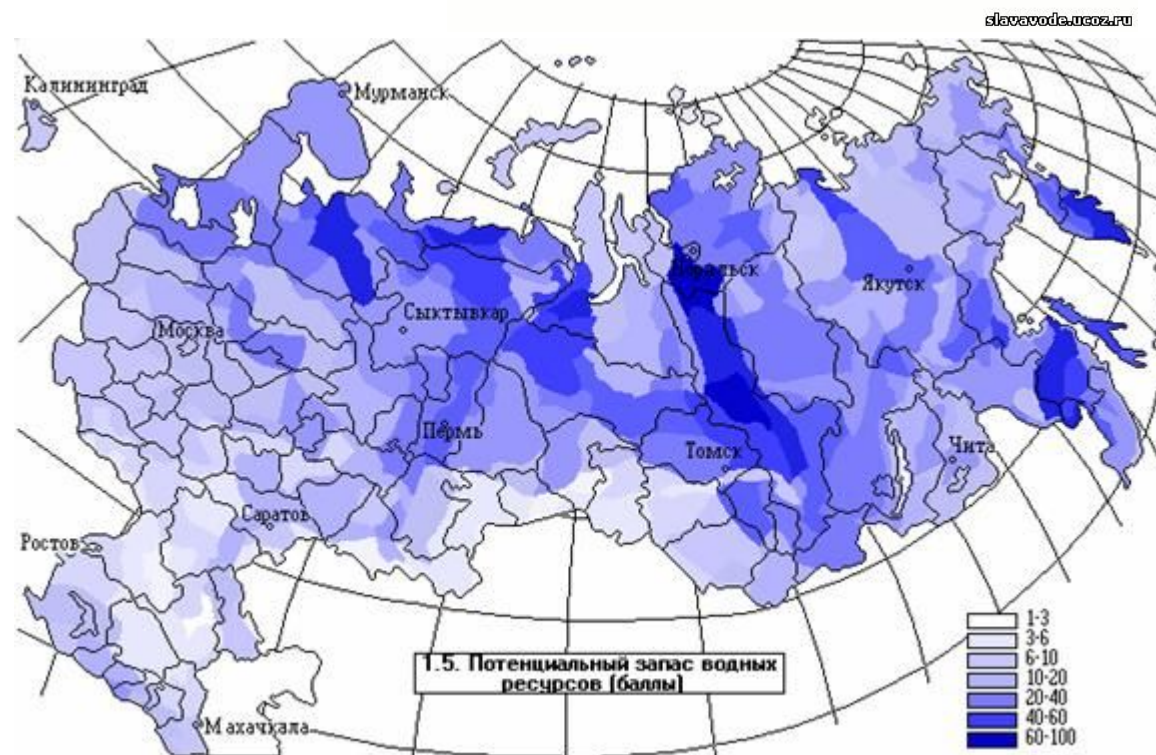 slavavode.ucoz.ru
Калининград
Мурманск
Норильск
Якутск
Сыктывкар
Москва
Пермь
Томск
Чита
Саратов
Ростов
Махачкала
1.5. Потенциальный запас водных
ресурсов (баллы)
1-3
3-6
6-10
10-20
20-40
40-60
60-100